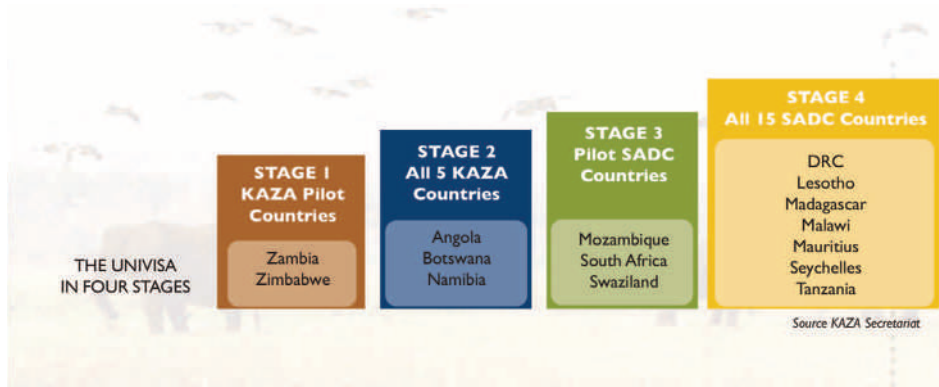 THE UNIVISA
IN FOUR STAGES
STAGE 1
KAZA Pilot
Countries
Zambia
Zimbabwe
STAGE 2
All 5 KAZA
Countries
Angola
Botswana
Namibia
STAGE 3
Pilot SADC
Countries
Mozambique
South Africa
Swaziland
STAGE 4
All 15 SADC Countries
DRC
Lesotho
Madagascar
Malawi
Mauritius
Seychelles
Tanzania
Source KAZA Secretariat